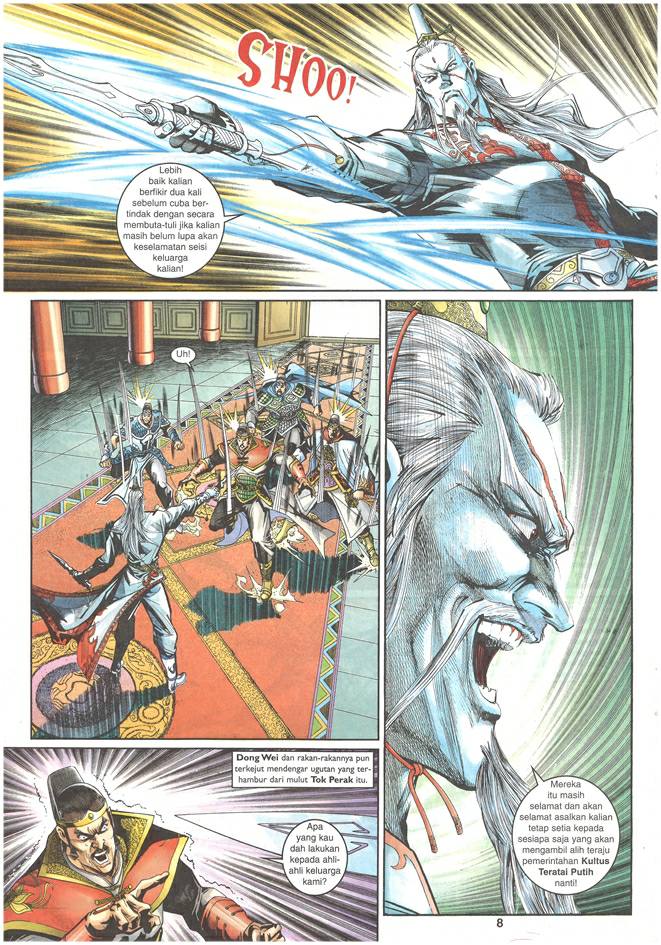 S'HOO!
Lebih
baik kalian
berfikir dua kali
sebelum cuba ber-
tindak dengan secara
membuta-tuli jika kalian
masih belum lupa akan
keselamatan seisi
keluarga
kalian!
Uh!
Mereka
itu masih
selamat dan akan
selamat asalkan kalian
tetap setia kepada
sesiapa saja yang akan
mengambil alih teraju
pemerintahan Kultus
Teratai Putih
nanti!
Dong Wei dan rakan-rakannya pun
terkejut mendengar ugutan yang ter-
hambur dari mulut Tok Perak itu.
Apa
yang kau
dah lakukan
kepada ahli-
ahli keluarga
kami?
8